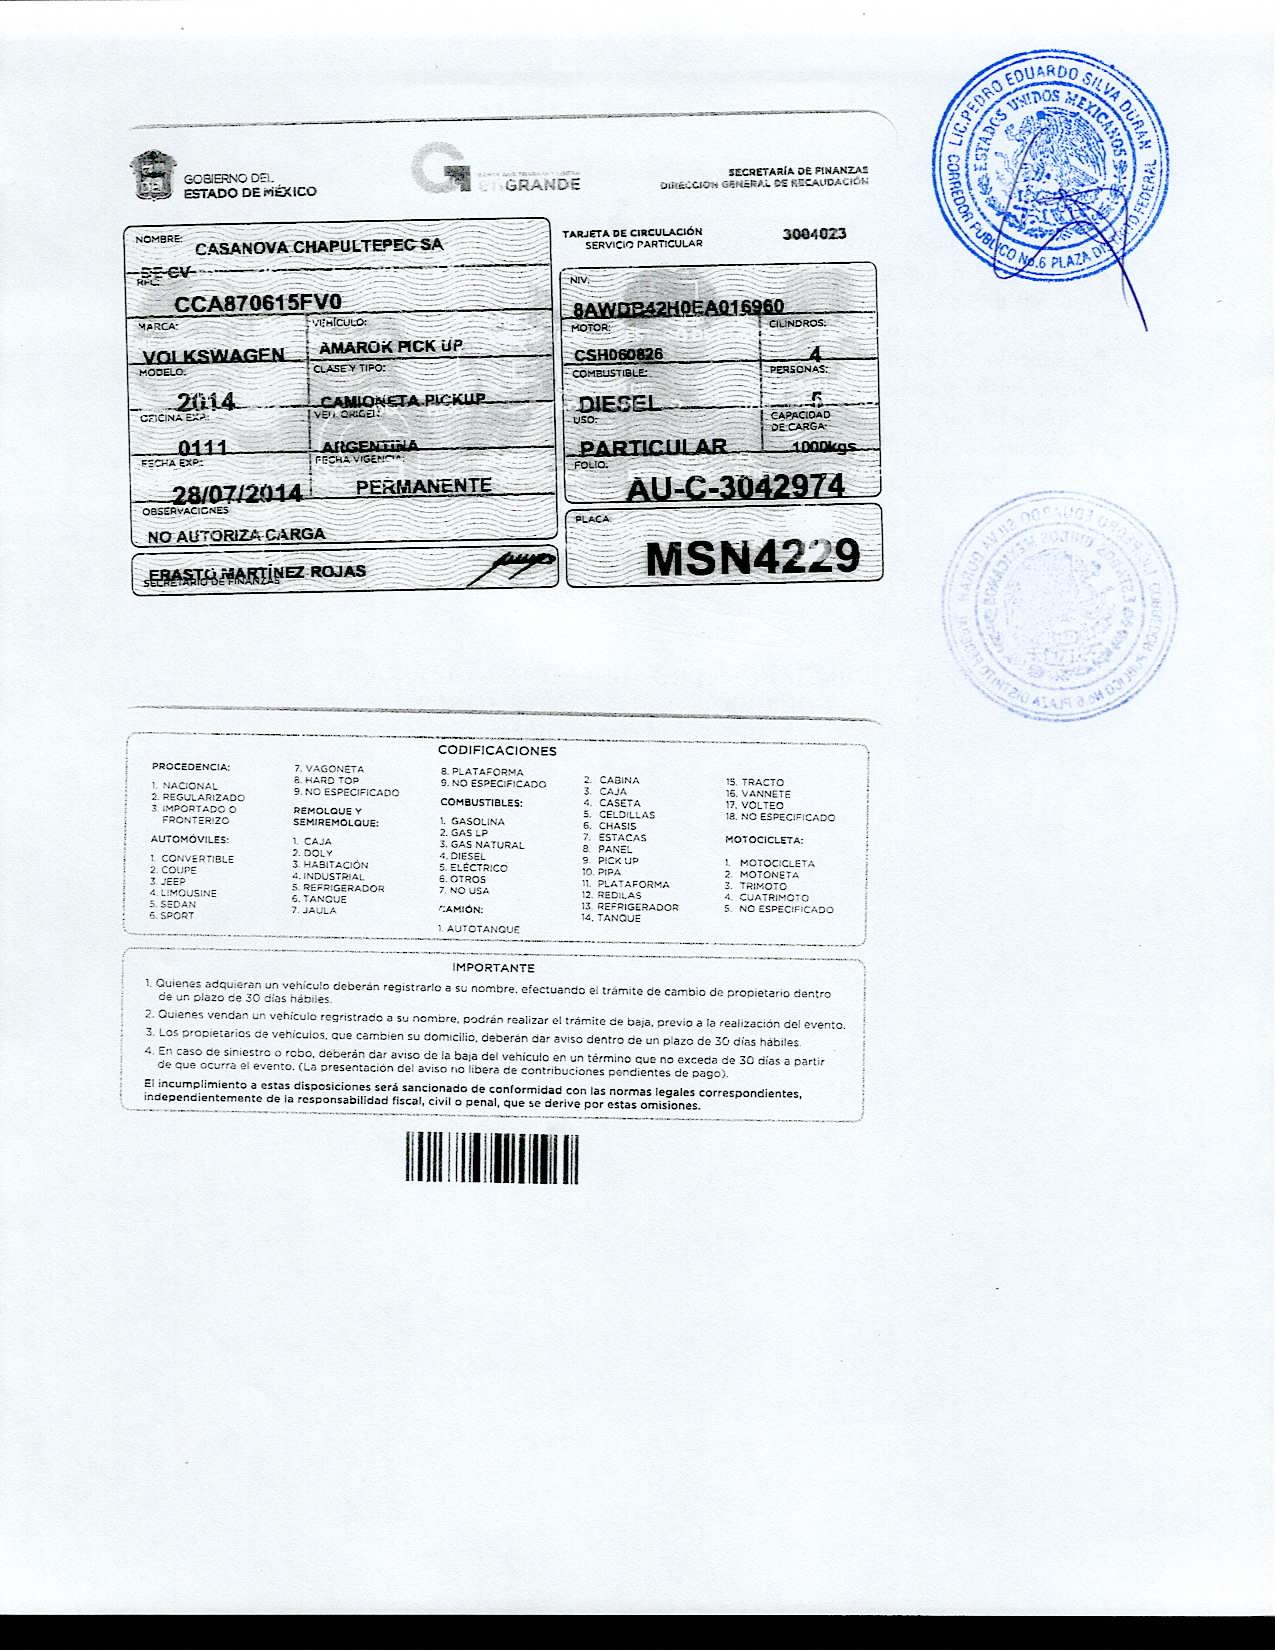 LIC. PEDRO EDUARDO SILVA DURAN
CORREDOR PUBLICO No.6 PLAZA DISTRITO FEDERAL
ESTADOS UNIDOS MEXICANOS
GOBIERNO DEL
ESTADO DE MÉXICO
GRANDE
SECRETARÍA DE FINANZAS
DIRECCIÓN GENERAL DE RECAUDACIÓN
TARJETA DE CIRCULACIÓN
SERVICIO PARTICULAR
3004023
NOMBRE: CASANOVA CHAPULTEPEC SA
DE CV
RFC:
CCA870615FV0
MARCA:
VOLKSWAGEN
VEHÍCULO:
AMAROK PICK UP
MODELO:
2014
CLASE Y TIPO:
CAMIONETA PICKUP
OFICINA EXP.:
0111
VEH. ORIGEN:
ARGENTINA
FECHA EXP.:
28/07/2014
FECHA VIGENCIA:
PERMANENTE
OBSERVACIONES
NO AUTORIZA CARGA
ERASTO MARTÍNEZ ROJAS
SECRETARIO DE FINANZAS
NIV:
8AWDB42H0EA016960
MOTOR:
CSH060826
CILINDROS:
4
COMBUSTIBLE:
DIESEL
PERSONAS:
5
USO:
PARTICULAR
CAPACIDAD
DE CARGA:
1000kgs
FOLIO:
AU-C-3042974
PLACA
MSN4229
CODIFICACIONES
PROCEDENCIA:
1. NACIONAL
2. REGULARIZADO
3. IMPORTADO O
FRONTERIZO
AUTOMÓVILES:
1. CONVERTIBLE
2. COUPE
3. JEEP
4. LIMOUSINE
5. SEDAN
6. SPORT
7. VAGONETA
8. HARD TOP
9. NO ESPECIFICADO
REMOLQUE Y
SEMIREMOLQUE:
1. CAJA
2. DOLY
3. HABITACIÓN
4. INDUSTRIAL
5. REFRIGERADOR
6. TANQUE
7. JAULA
8. PLATAFORMA
9. NO ESPECIFICADO
COMBUSTIBLES:
1. GASOLINA
2. GAS LP
3. GAS NATURAL
4. DIESEL
5. ELÉCTRICO
6. OTROS
7. NO USA
CAMIÓN:
1. AUTOTANQUE
2. CABINA
3. CAJA
4. CASETA
5. CELDILLAS
6. CHASIS
7. ESTACAS
8. PANEL
9. PICK UP
10. PIPA
11. PLATAFORMA
12. REDILAS
13. REFRIGERADOR
14. TANQUE
15. TRACTO
16. VANNETE
17. VOLTEO
18. NO ESPECIFICADO
MOTOCICLETA:
1. MOTOCICLETA
2. MOTONETA
3. TRIMOTO
4. CUATRIMOTO
5. NO ESPECIFICADO
IMPORTANTE
1. Quienes adquieran un vehículo deberán registrarlo a su nombre, efectuando el trámite de cambio de propietario dentro
de un plazo de 30 días hábiles.
2. Quienes vendan un vehículo regristrado a su nombre, podrán realizar el trámite de baja, previo a la realización del evento.
3. Los propietarios de vehículos, que cambien su domicilio, deberán dar aviso dentro de un plazo de 30 días hábiles.
4. En caso de siniestro o robo, deberán dar aviso de la baja del vehículo en un término que no exceda de 30 días a partir
de que ocurra el evento. (La presentación del aviso no libera de contribuciones pendientes de pago).
El incumplimiento a estas disposiciones será sancionado de conformidad con las normas legales correspondientes,
independientemente de la responsabilidad fiscal, civil o penal, que se derive por estas omisiones.